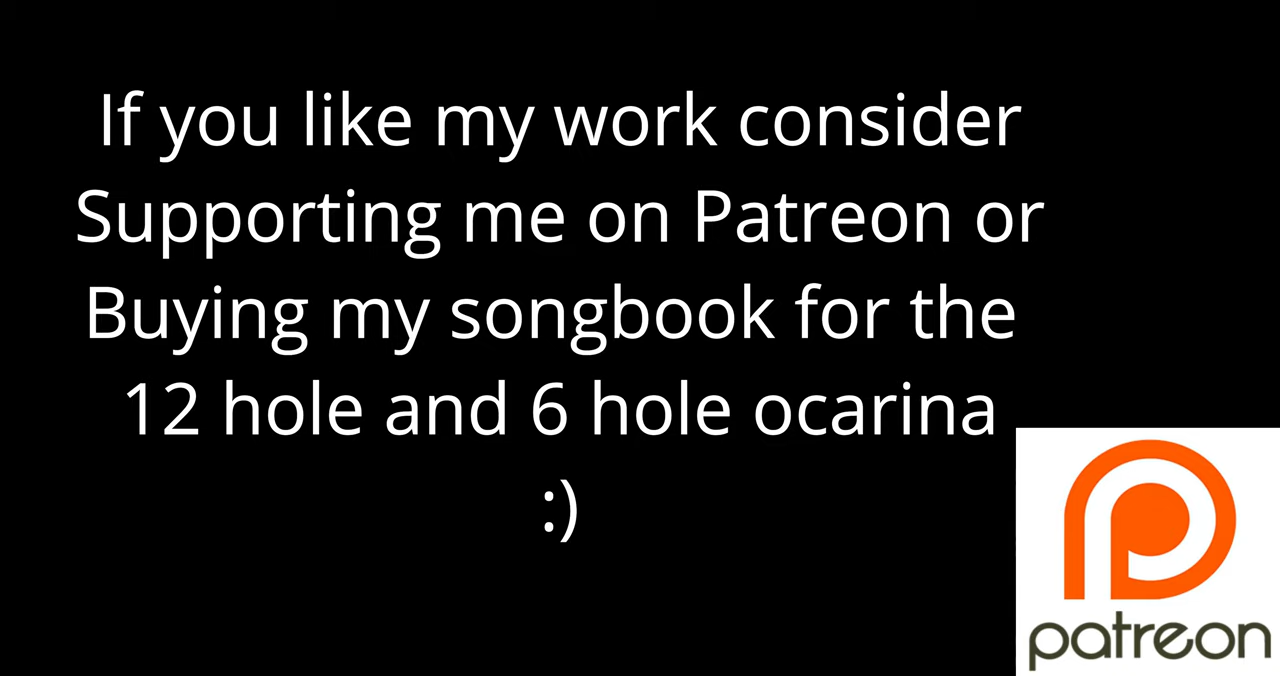 If you like my work consider
Supporting me on Patreon or
Buying my songbook for the
12 hole and 6 hole ocarina
:)
patreon